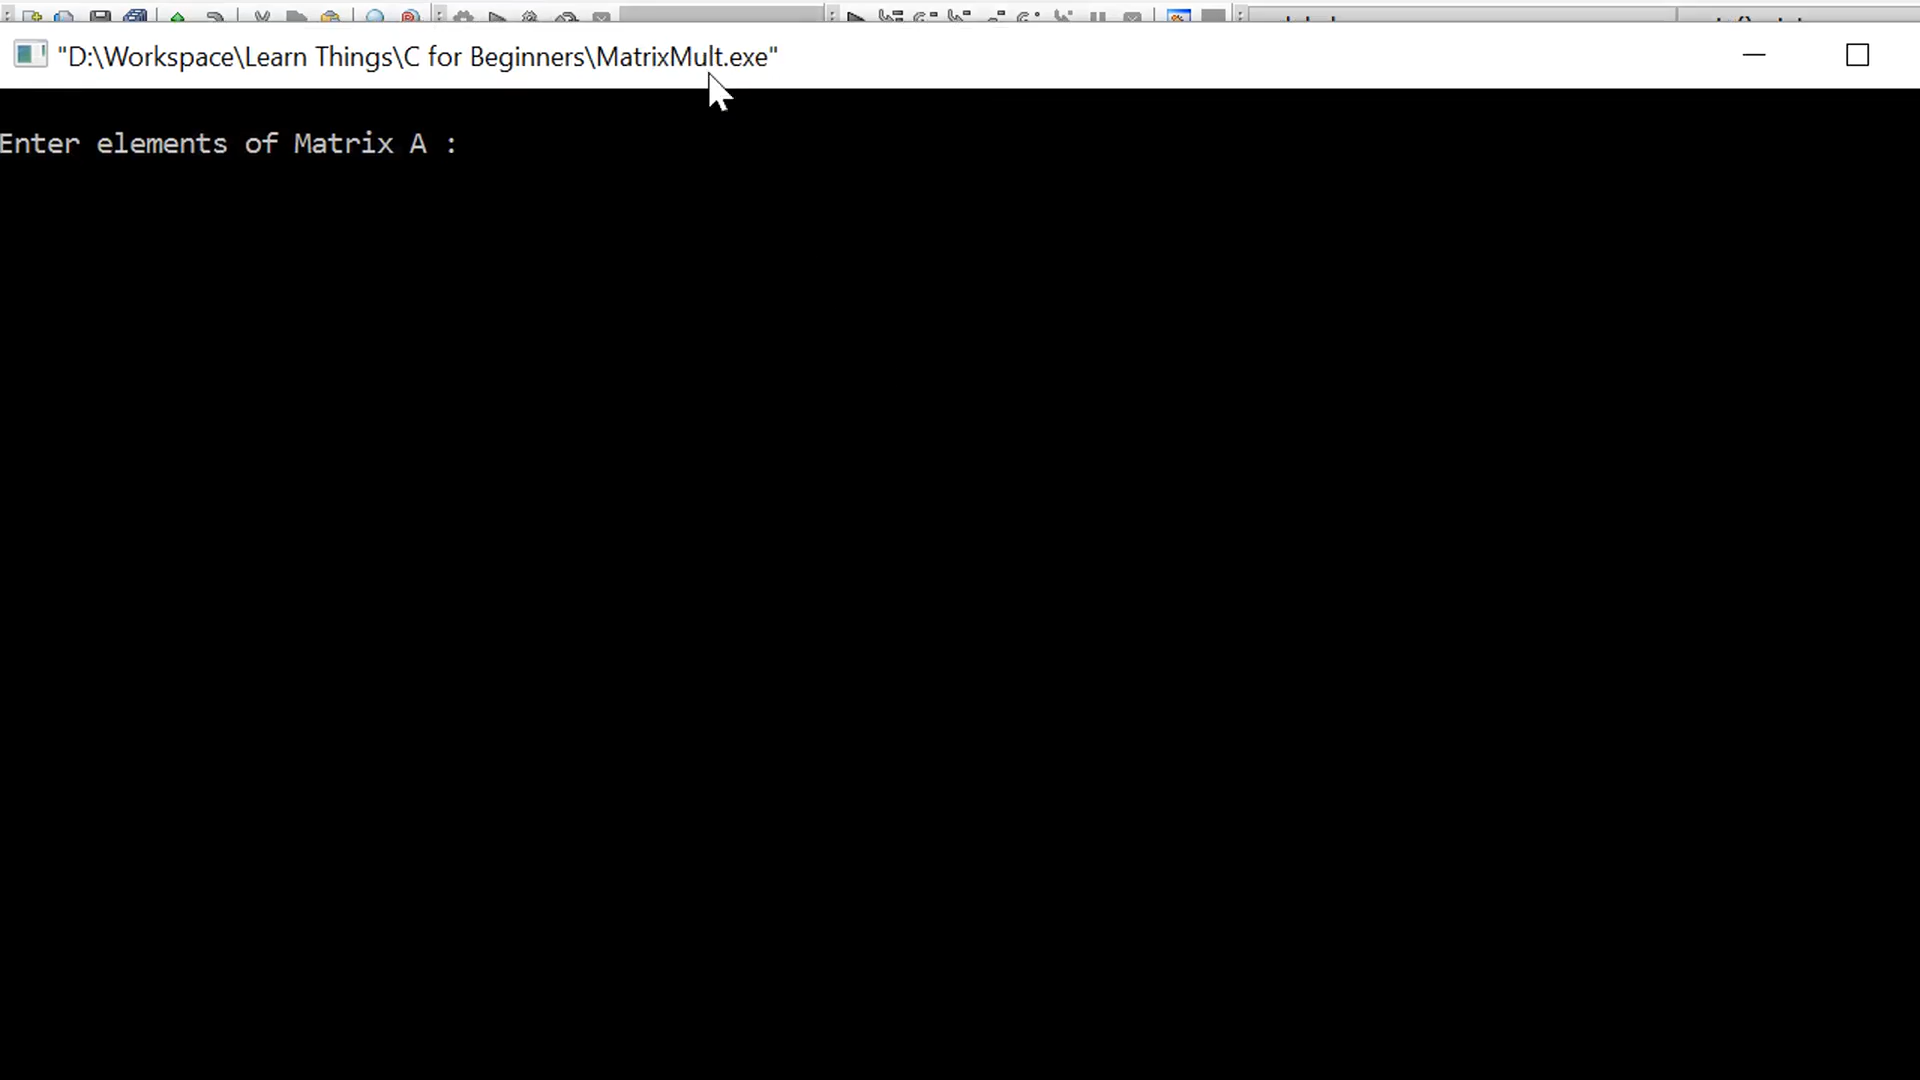 "D:\Workspace\Learn Things\C for Beginners\MatrixMult.exe"
Enter elements of Matrix A :